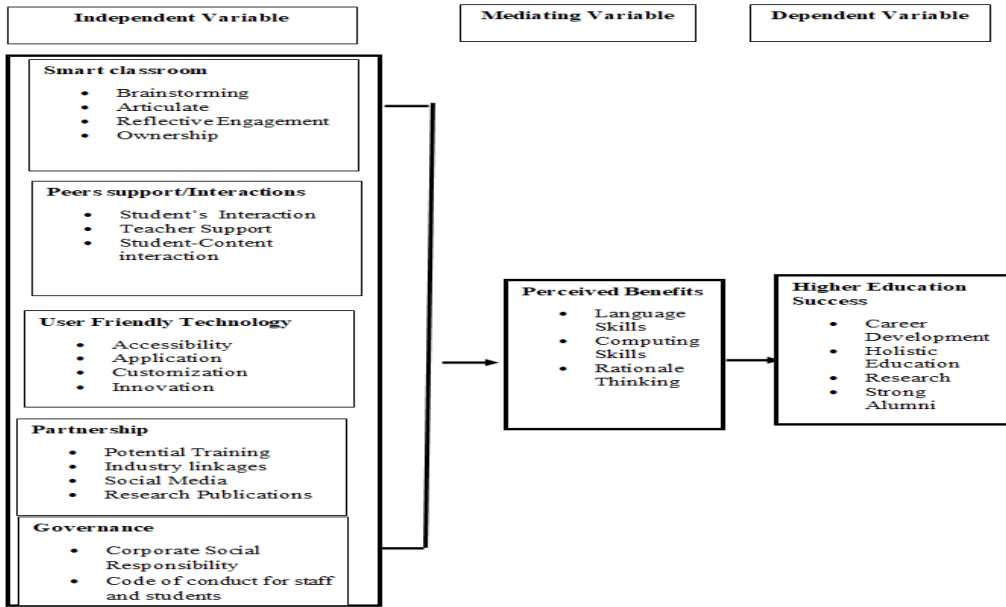 Independent Variable
Mediating Variable
Dependent Variable
Smart classroom
• Brainstorming
• Articulate
• Reflective Engagement
• Ownership
Peers support/Interactions
• Student's Interaction
• Teacher Support
• Student-Content
interaction
User Friendly Technology
• Accessibility
• Application
• Customization
• Innovation
Partnership
• Potential Training
• Industry linkages
• Social Media
• Research Publications
Governance
• Corporate Social
Responsibility
• Code of conduct for staff
and students
Perceived Benefits
• Language
Skills
• Computing
Skills
• Rationale
Thinking
Higher Education
Success
• Career
Development
• Holistic
Education
• Research
• Strong
Alumni